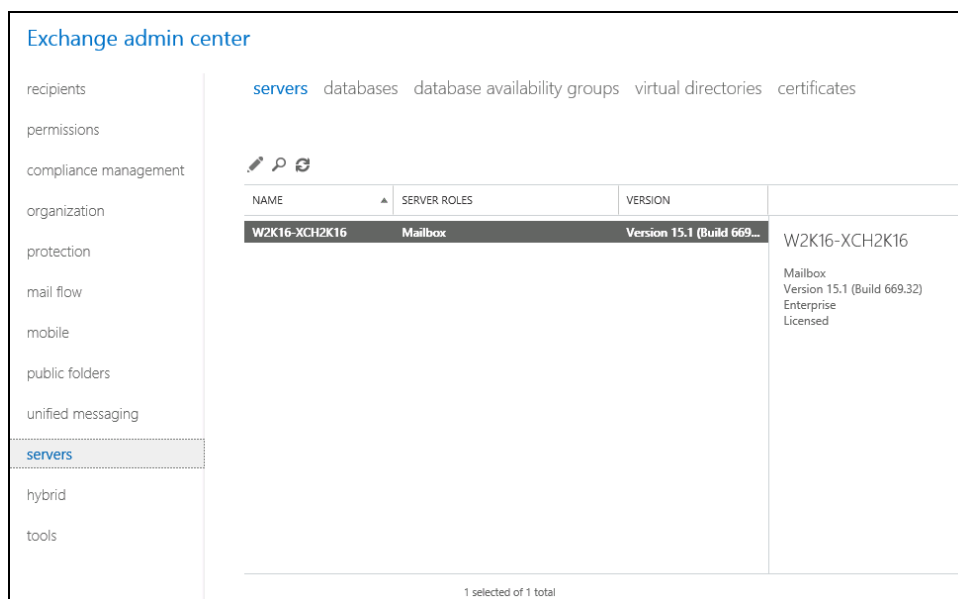 Exchange admin center
recipients
permissions
compliance management
organization
protection
mail flow
mobile
public folders
unified messaging
servers
hybrid
tools
servers databases database availability groups virtual directories certificates
NAME SERVER ROLES VERSION
W2K16-XCH2K16 Mailbox Version 15.1 (Build 669...
W2K16-XCH2K16
Mailbox
Version 15.1 (Build 669.32)
Enterprise
Licensed
1 selected of 1 total